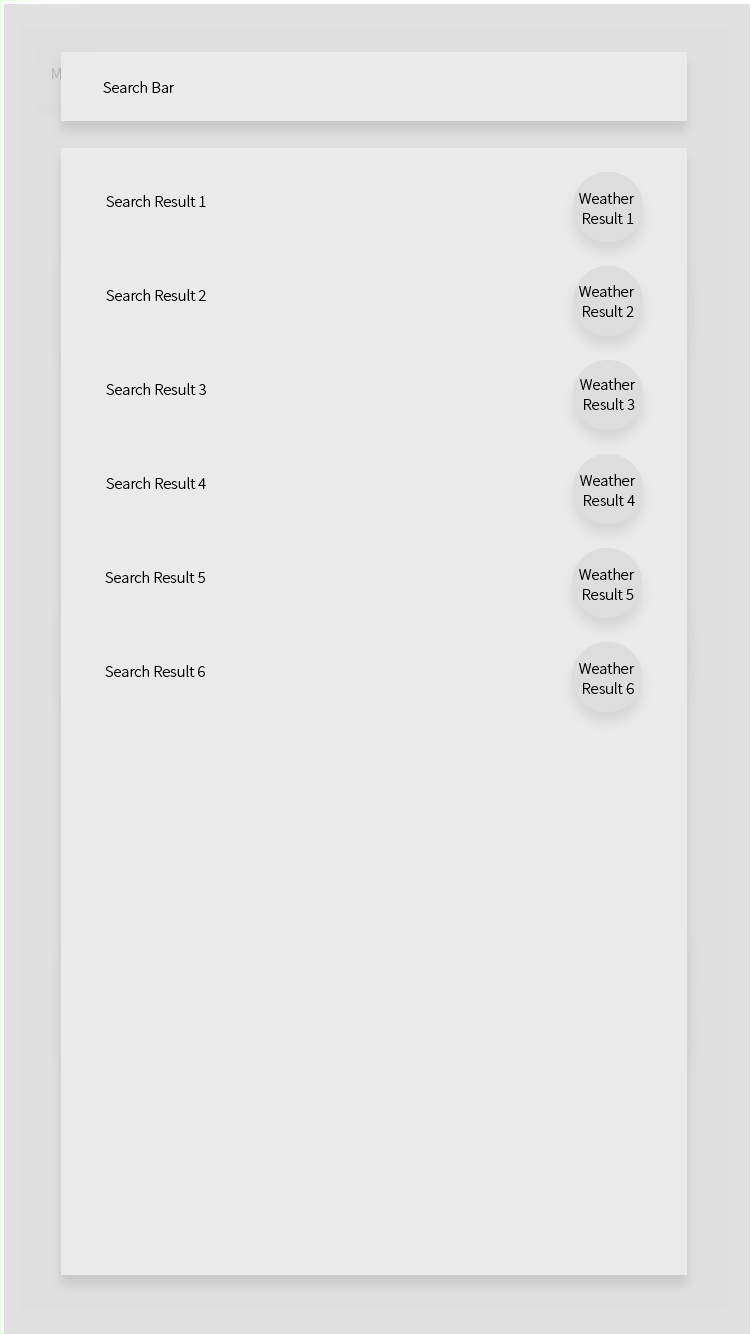 Search Bar
Search Result 1
Weather
Result 1
Search Result 2
Weather
Result 2
Search Result 3
Weather
Result 3
Search Result 4
Weather
Result 4
Search Result 5
Weather
Result 5
Search Result 6
Weather
Result 6